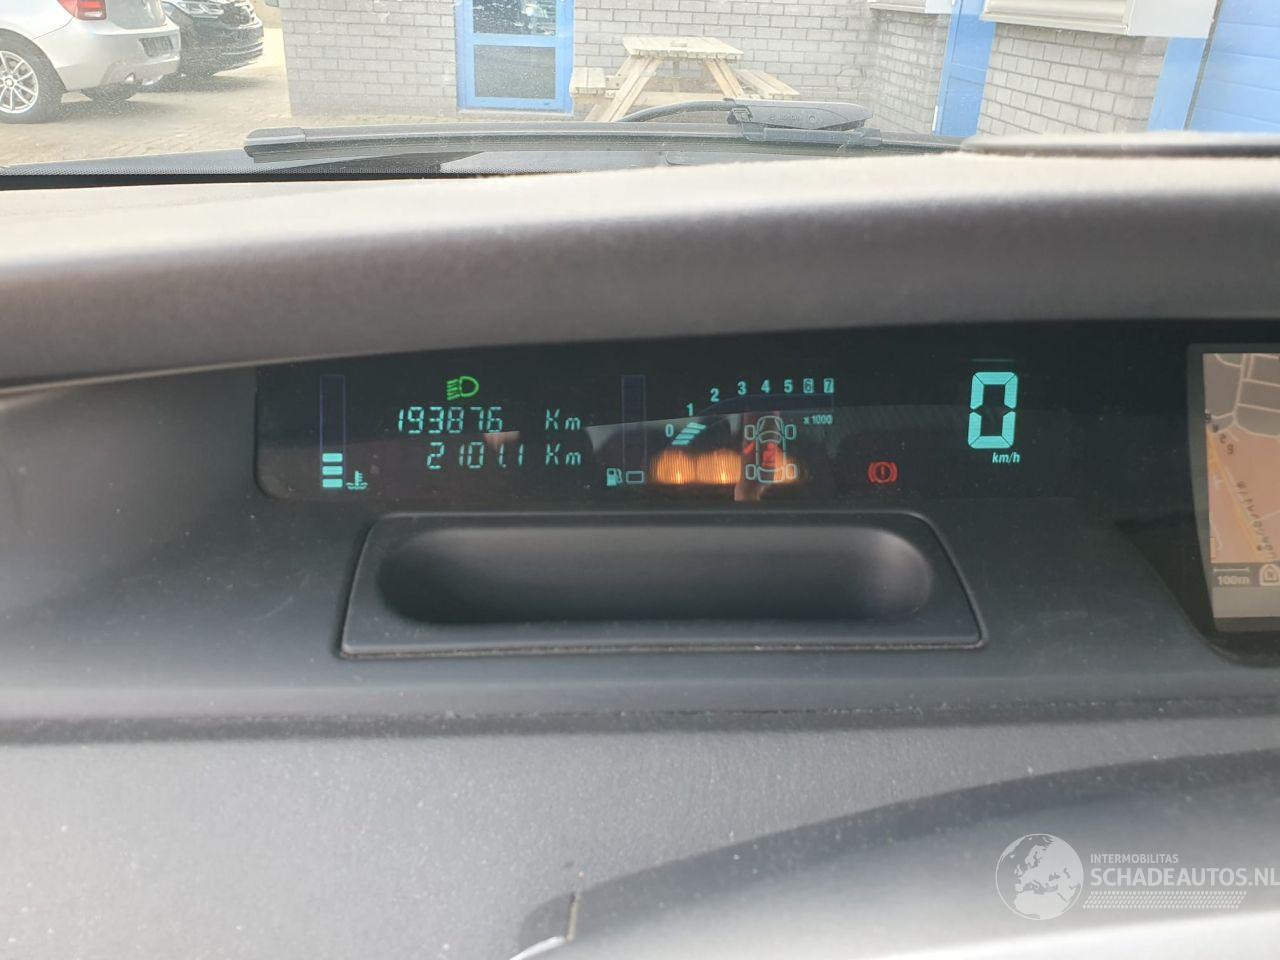 193876 Km
2101.1 Km
0 1 2 3 4 5 6 7
x 1000
0
km/h
100m
INTERMOBILITAS
SCHADEAUTOS.NL